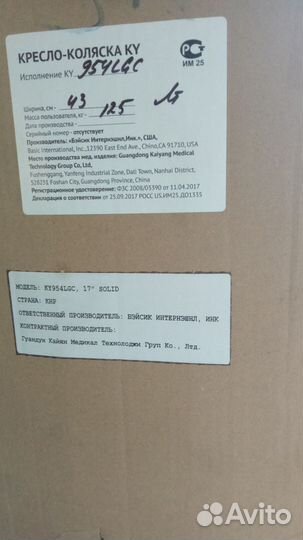 КРЕСЛО-КОЛЯСКА KY
Исполнение KY 954LGC
ИМ 25
Ширина, см - 43
Масса пользователя, кг - 125
Дата производства -
Серийный номер - отсутствует
Производитель: «Бэйсик Интернэшнл,Инк.», США,
Basic International, Inc.,12390 East End Ave.,Chino,CA 91710, USA
Место производства мед. изделия: Guangdong Kaiyang Medical
Technology Group Co, Ltd,
Fushenggang, Yanfeng Industrial Zone, Dali Town, Nanhai District,
528231 Foshan City, Guangdong Province, China
Регистрационное удостоверение: ФЗС 2008/03390 от 11.04.2017
Декларация о соответствии от 25.09.2017 РОСС US.ИМ25.Д01335
МОДЕЛЬ: KY954LGC, 17" SOLID
СТРАНА: КНР
ОТВЕТСТВЕННЫЙ ПРОИЗВОДИТЕЛЬ: БЭЙСИК ИНТЕРНЭШНЛ, ИНК
КОНТРАКТНЫЙ ПРОИЗВОДИТЕЛЬ:
Гуандун Кайян Медикал Технолоджи Груп Ко., Лтд.
Avito